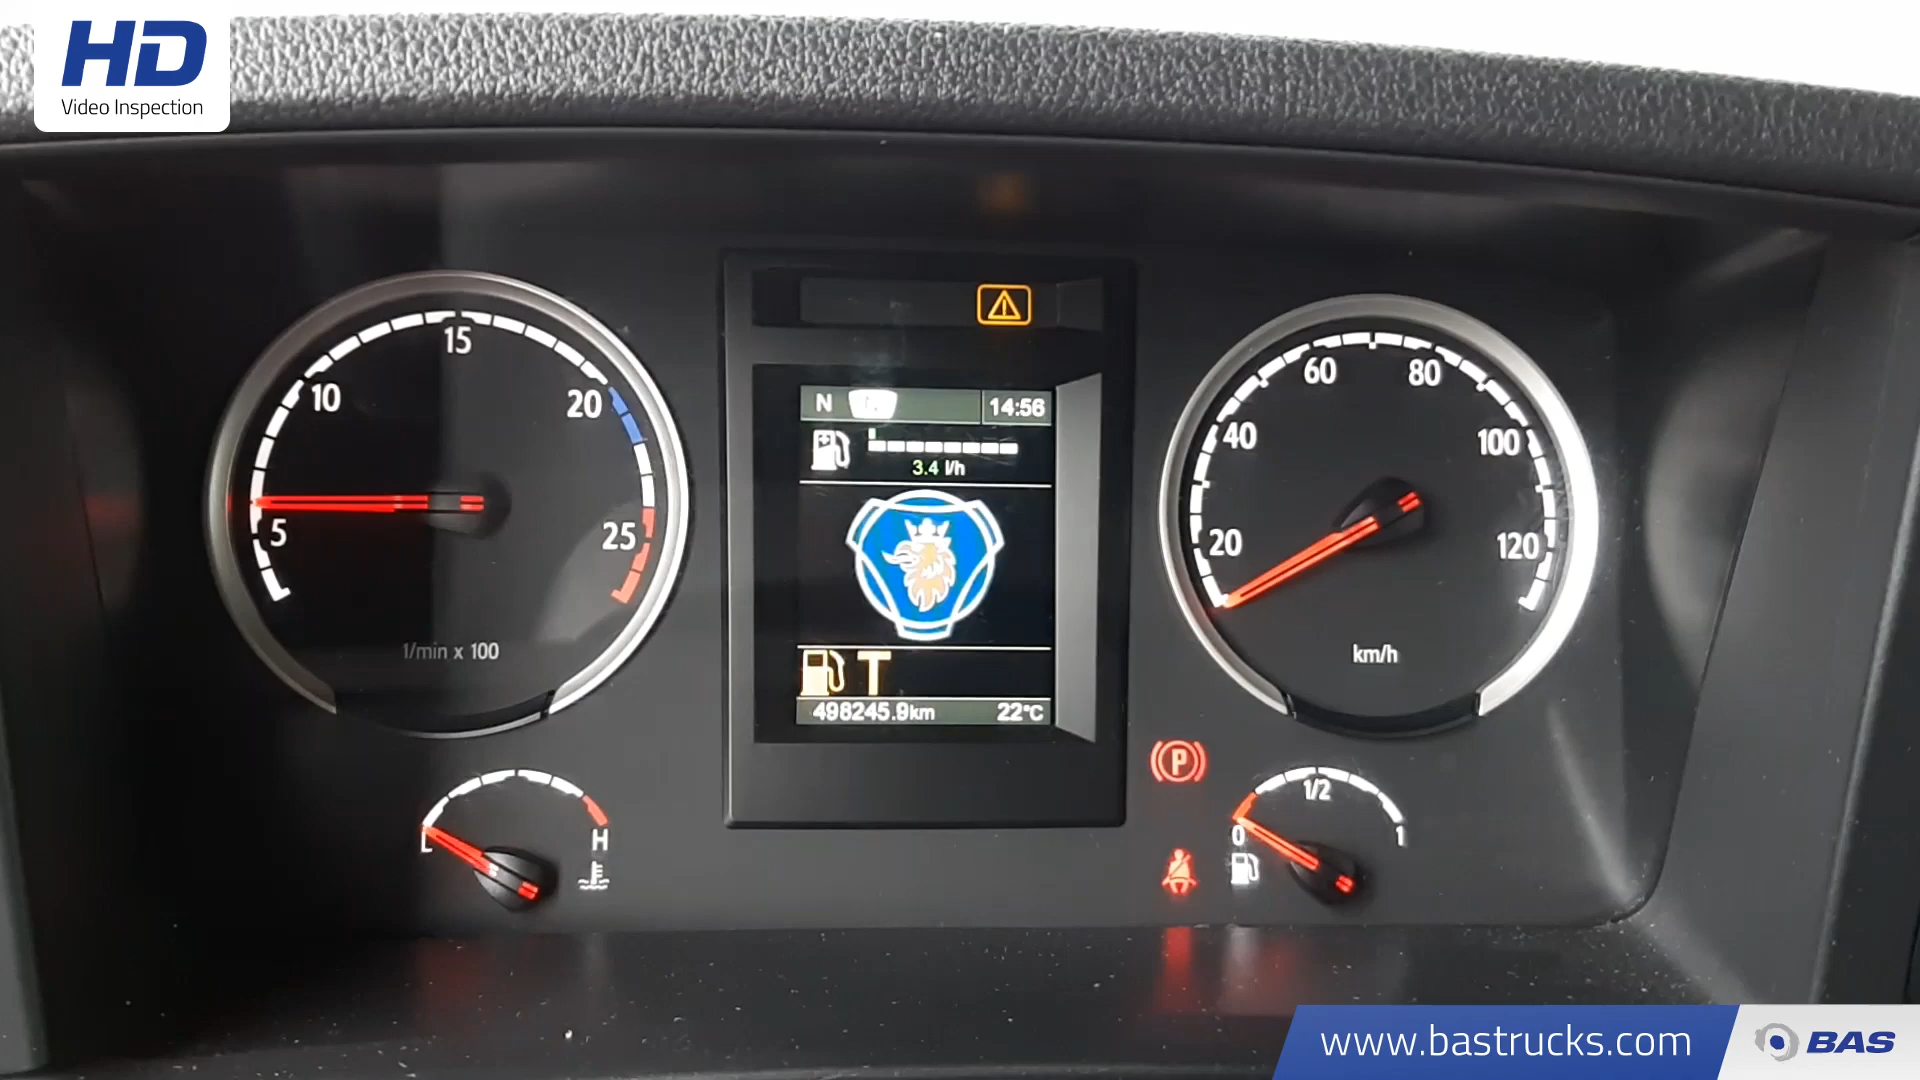 HD
Video Inspection
5
10
15
20
25
1/min x 100
N
14:56
3.4 l/h
T
498245.9km
22°C
20
40
60
80
100
120
km/h
H
P
0
1/2
1
www.bastrucks.com
BAS